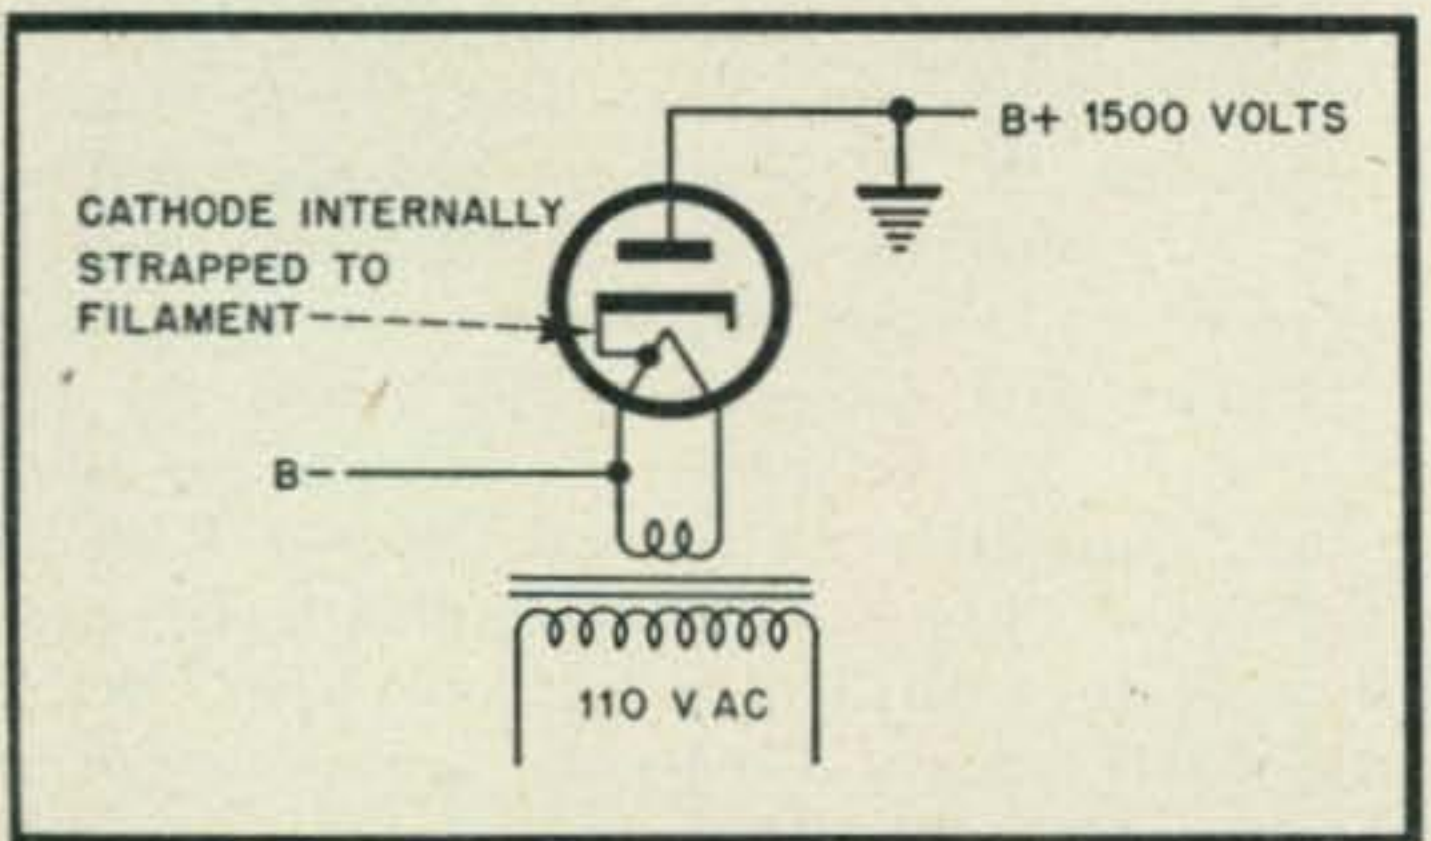 B+ 1500 VOLTS
CATHODE INTERNALLY
STRAPPED TO
FILAMENT
B-
110 V. AC